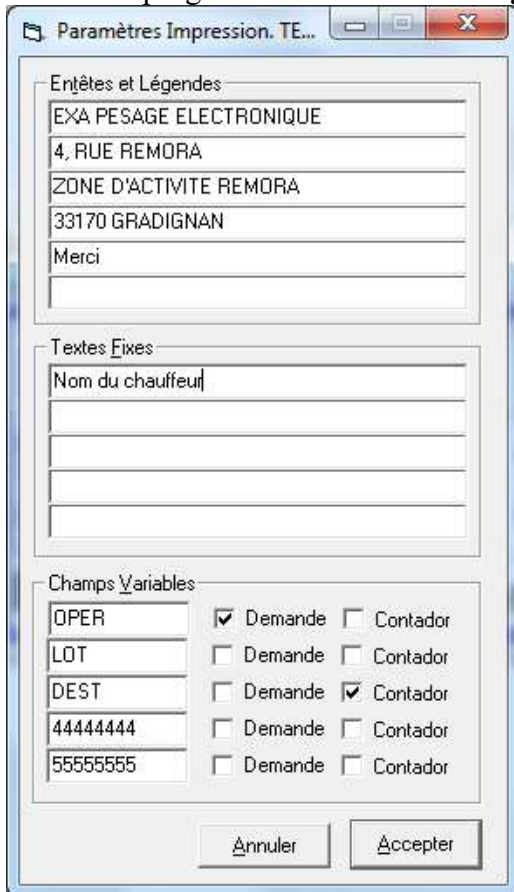 Paramètres Impression. TE...
Entêtes et Légendes
EXA PESAGE ELECTRONIQUE
4, RUE REMORA
ZONE D'ACTIVITE REMORA
33170 GRADIGNAN
Merci
Textes Fixes
Nom du chauffeur
Champs Variables
OPER Demande Contador
LOT Demande Contador
DEST Demande Contador
44444444 Demande Contador
55555555 Demande Contador
Annuler Accepter